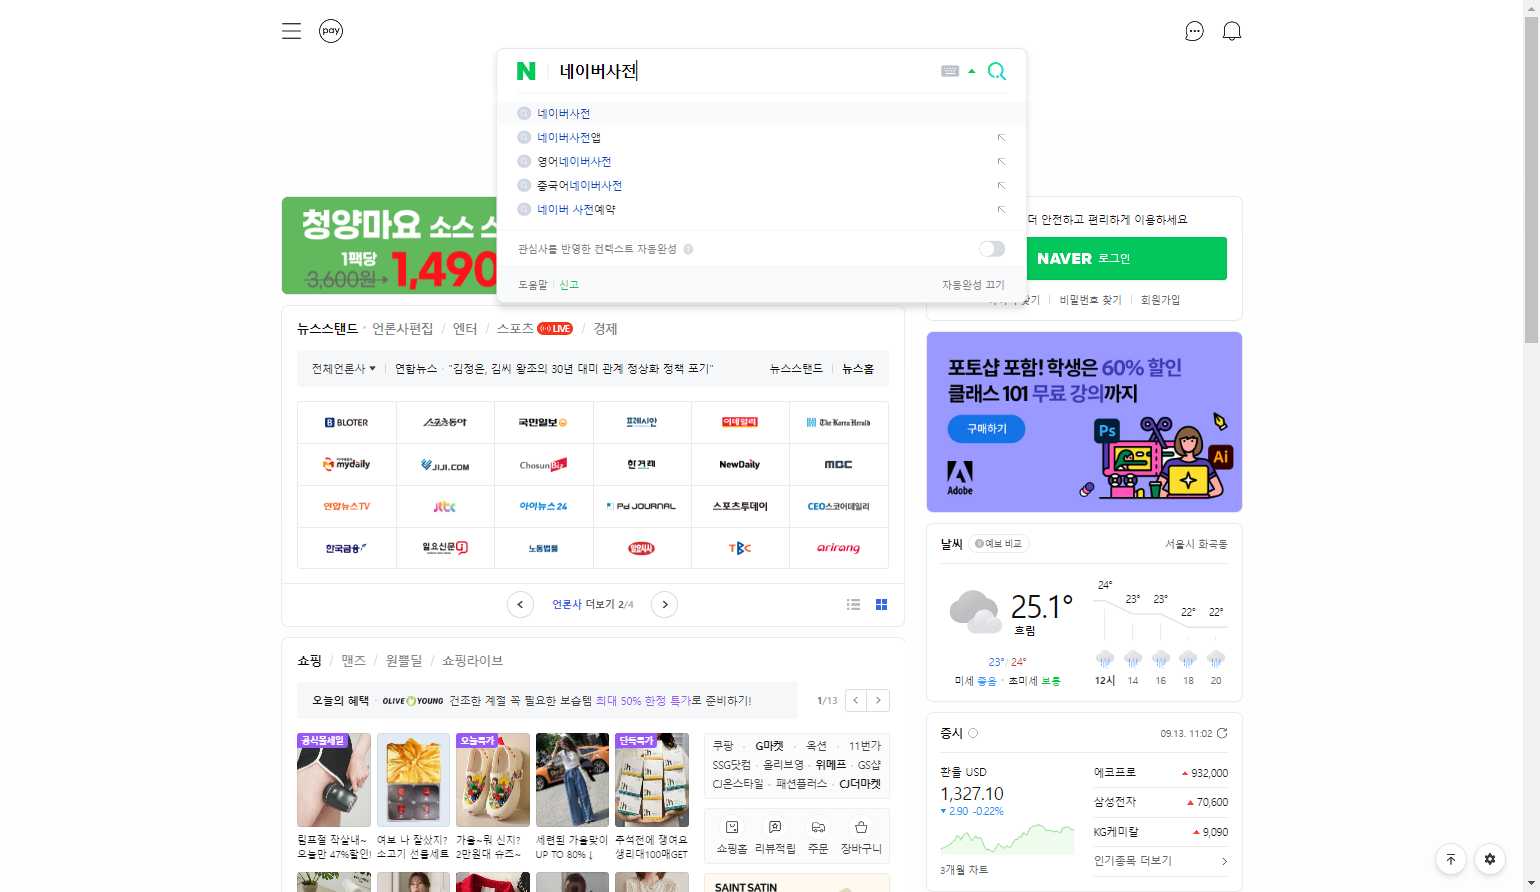 pay
N 네이버사전
네이버사전
네이버사전앱
영어네이버사전
중국어네이버사전
네이버 사전예약
관심사를 반영한 컨텍스트 자동완성
도움말 신고 자동완성 끄기
청양마요 소스
1팩당
3,600원 1,490
더 안전하고 편리하게 이용하세요
NAVER 로그인
찾기 비밀번호 찾기 회원가입
뉴스스탠드 · 언론사편집 / 엔터 / 스포츠 LIVE / 경제
전체언론사 연합뉴스 · "김정은, 김씨 왕조의 30년 대미 관계 정상화 정책 포기" 뉴스스탠드 뉴스홈
BLOTER 스포츠동아 국민일보 프레시안 이데일리 The Korea Herald
mydaily JIJI.COM ChosunBiz 한겨레 NewDaily MBC
연합뉴스TV jtbc 아이뉴스24 Pd JOURNAL 스포츠투데이 CEO스코어데일리
한국금융 일요신문 노동법률 일요시사 TBC arirang
언론사 더보기 2/4
포토샵 포함! 학생은 60% 할인
클래스 101 무료 강의까지
구매하기
Ps
Ai
Adobe
날씨 예보 비교 서울시 화곡동
25.1°
흐림
23° 24°
미세 좋음 · 초미세 보통
24° 23° 23° 22° 22°
12시 14 16 18 20
쇼핑 / 맨즈 / 원쁠딜 / 쇼핑라이브
오늘의 혜택 · OLIVE YOUNG 건조한 계절 꼭 필요한 보습템 최대 50% 한정 특가로 준비하기! 1/13
공식몰세일
오늘특가
단독특가
림프절 작살내~
오늘만 47%할인!
여보 나 잘샀지?
소고기 선물세트
가을~뭐 신지?
2만원대 슈즈~
세련된 가을맞이
UP TO 80%↓
추석전에 쟁여요
생리대100매GET
쿠팡 · G마켓 · 옥션 · 11번가
SSG닷컴 · 올리브영 · 위메프 · GS샵
CJ온스타일 · 패션플러스 · CJ더마켓
쇼핑홈 리뷰적립 주문 장바구니
SAINT SATIN
증시 09.13. 11:02
환율 USD
1,327.10
2.90 -0.22%
3개월 차트
에코프로 932,000
삼성전자 70,600
KG케미칼 9,090
인기종목 더보기